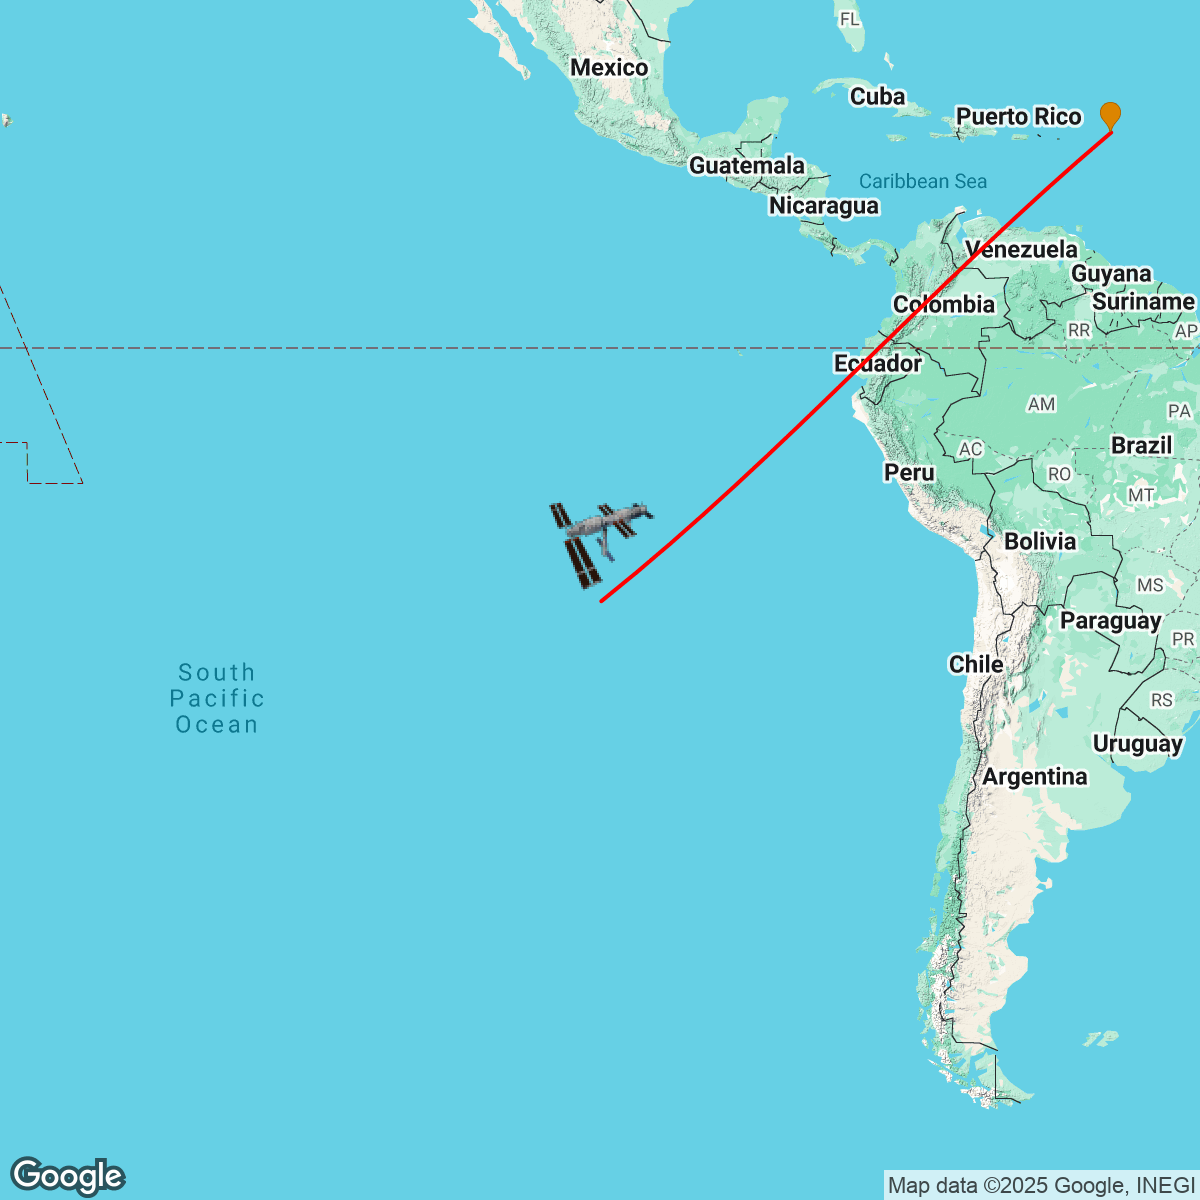 FL
Mexico
Cuba
Puerto Rico
Guatemala
Caribbean Sea
Nicaragua
Venezuela
Guyana
Colombia
Suriname
RR
AP
Ecuador
AM
PA
Brazil
AC
Peru
RO
MT
Bolivia
MS
Paraguay
PR
Chile
South
Pacific
Ocean
RS
Uruguay
Argentina
Google
Map data ©2025 Google, INEGI